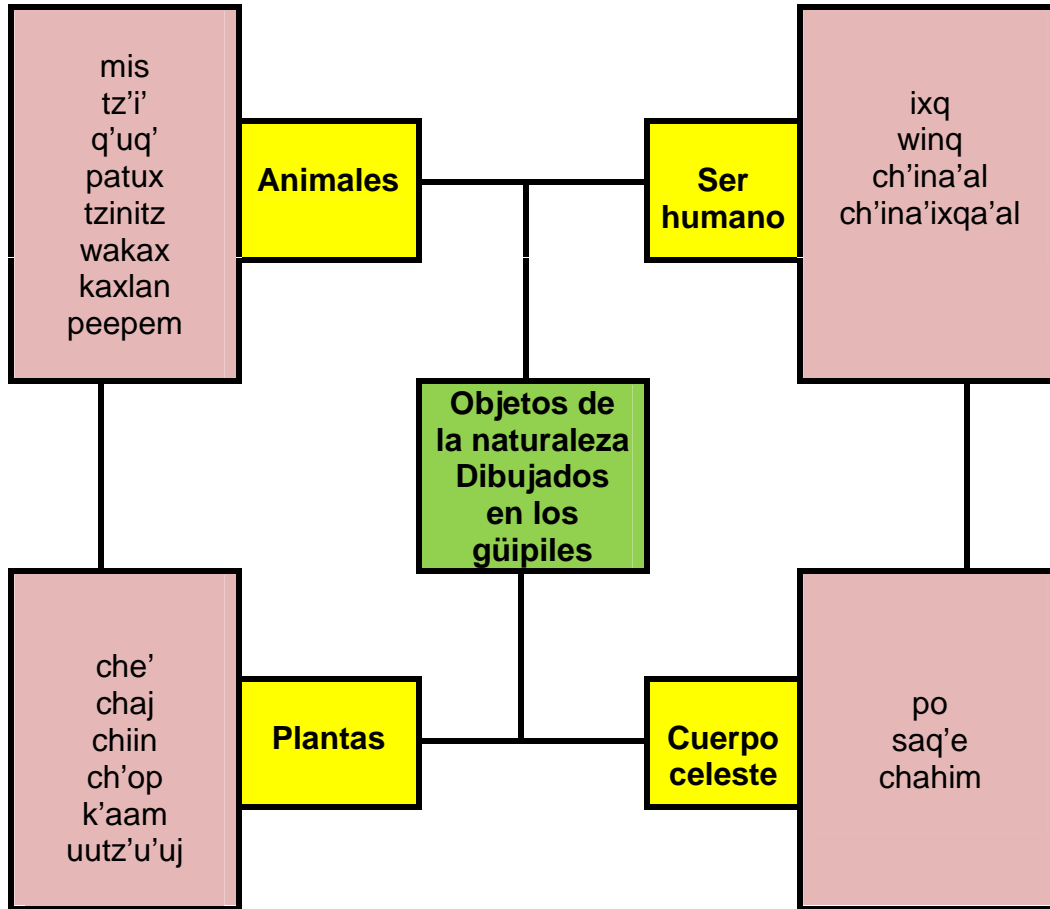 mis
tz'i'
q'uq'
patux
tzinitz
wakax
kaxlan
peepem
Animales
Ser
humano
ixq
winq
ch'ina'al
ch'ina'ixqa'al
Objetos de
la naturaleza
Dibujados
en los
güipiles
che'
chaj
chiin
ch'op
k'aam
uutz'u'uj
Plantas
Cuerpo
celeste
po
saq'e
chahim